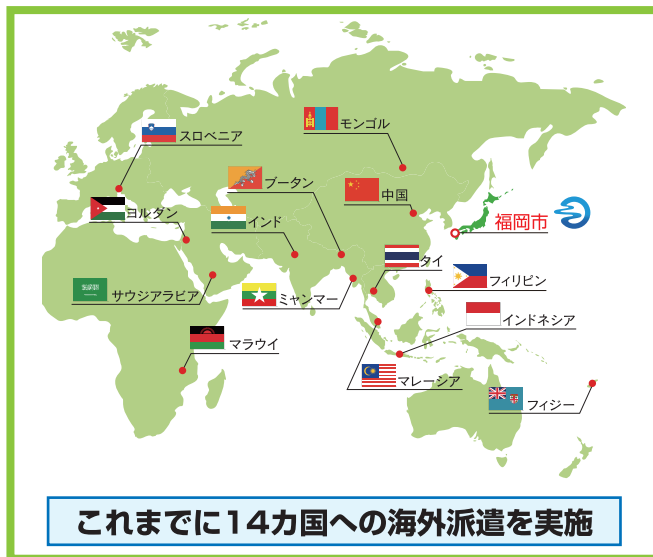 モンゴル
スロベニア
ブータン
中国
ヨルダン
インド
福岡市
タイ
フィリピン
サウジアラビア
ミャンマー
インドネシア
マラウイ
マレーシア
フィジー
これまでに14カ国への海外派遣を実施